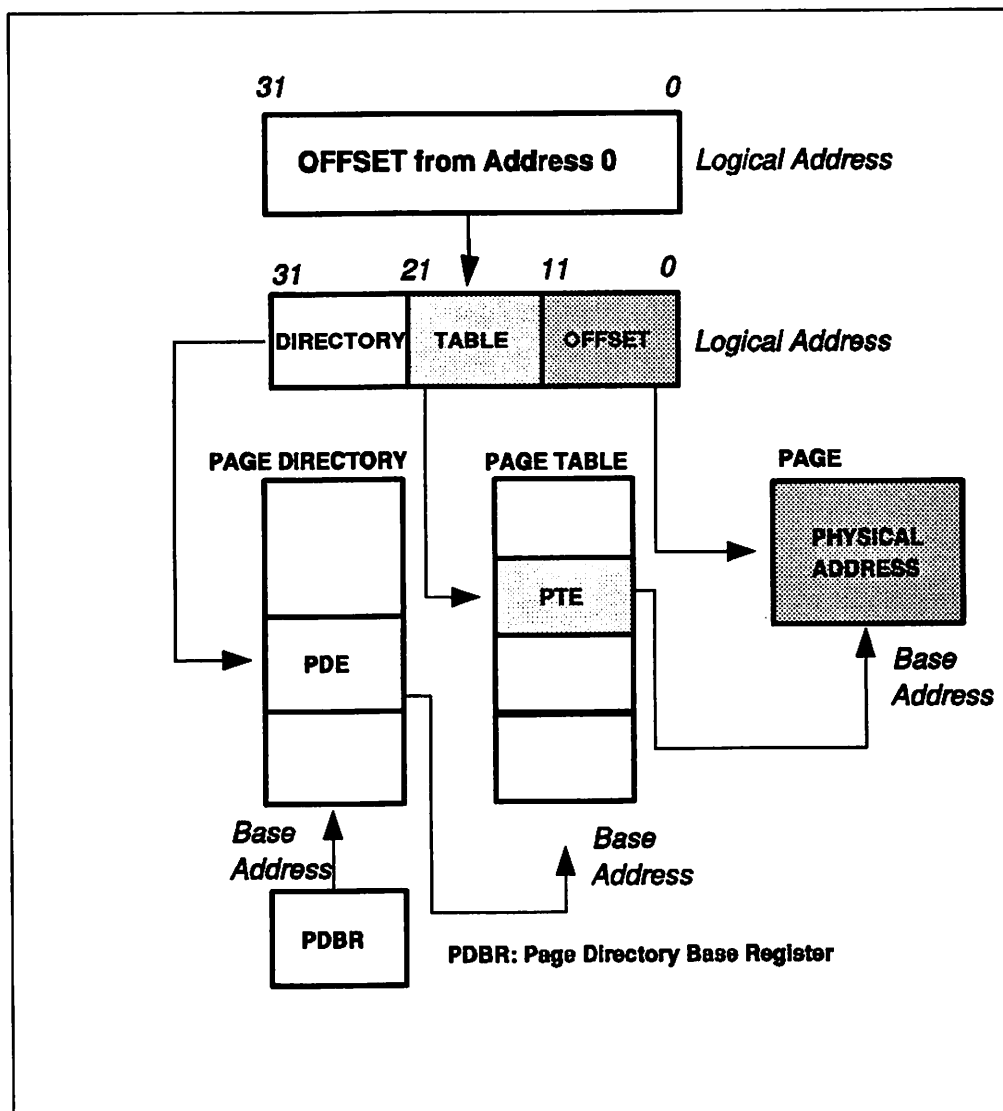 31 0
OFFSET from Address 0
Logical Address
31 21 11 0
DIRECTORY TABLE OFFSET
Logical Address
PAGE DIRECTORY
PAGE TABLE
PAGE
PHYSICAL
ADDRESS
PTE
PDE
Base
Address
Base
Address
Base
Address
PDBR
PDBR: Page Directory Base Register